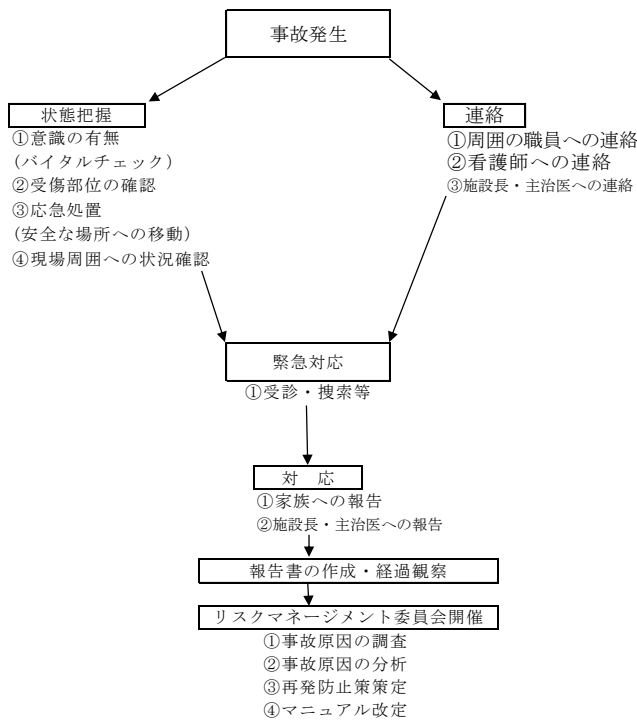 事故発生
状態把握
①意識の有無
(バイタルチェック)
②受傷部位の確認
③応急処置
(安全な場所への移動)
④現場周囲への状況確認
連絡
①周囲の職員への連絡
②看護師への連絡
③施設長・主治医への連絡
緊急対応
①受診・捜索等
対　応
①家族への報告
②施設長・主治医への報告
報告書の作成・経過観察
リスクマネージメント委員会開催
①事故原因の調査
②事故原因の分析
③再発防止策策定
④マニュアル改定